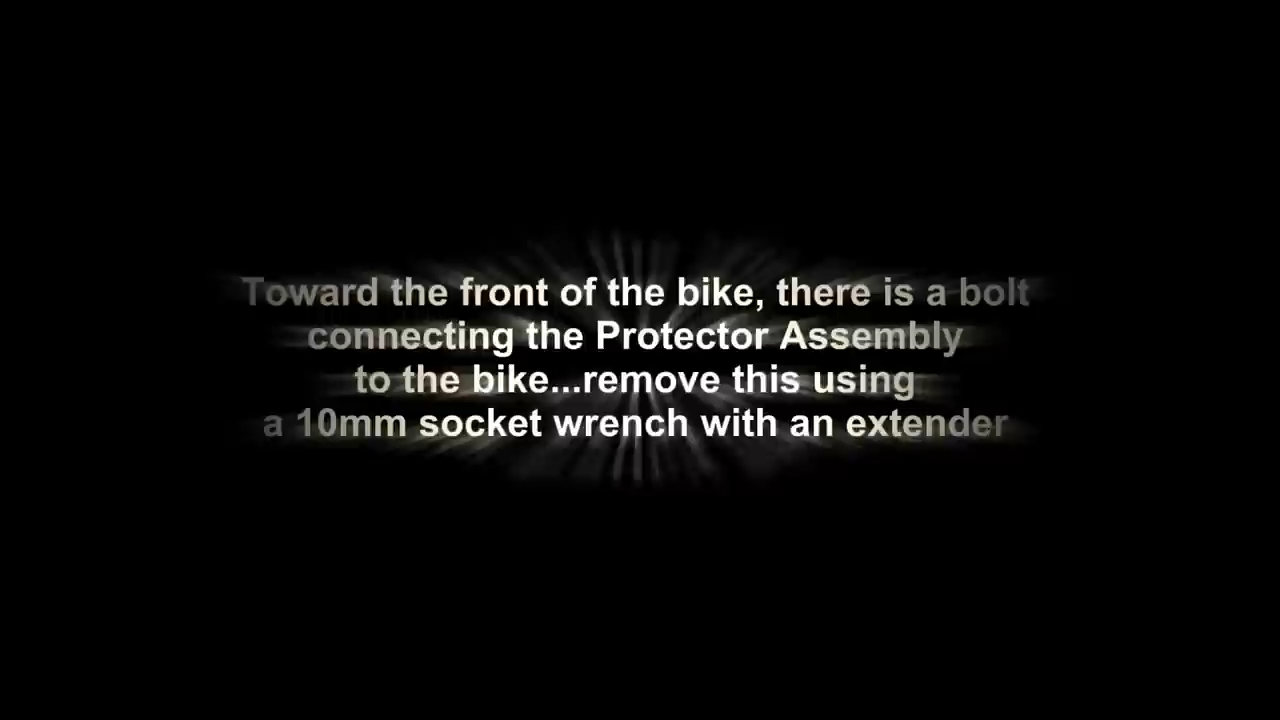 Toward the front of the bike, there is a bolt
connecting the Protector Assembly
to the bike...remove this using
a 10mm socket wrench with an extender